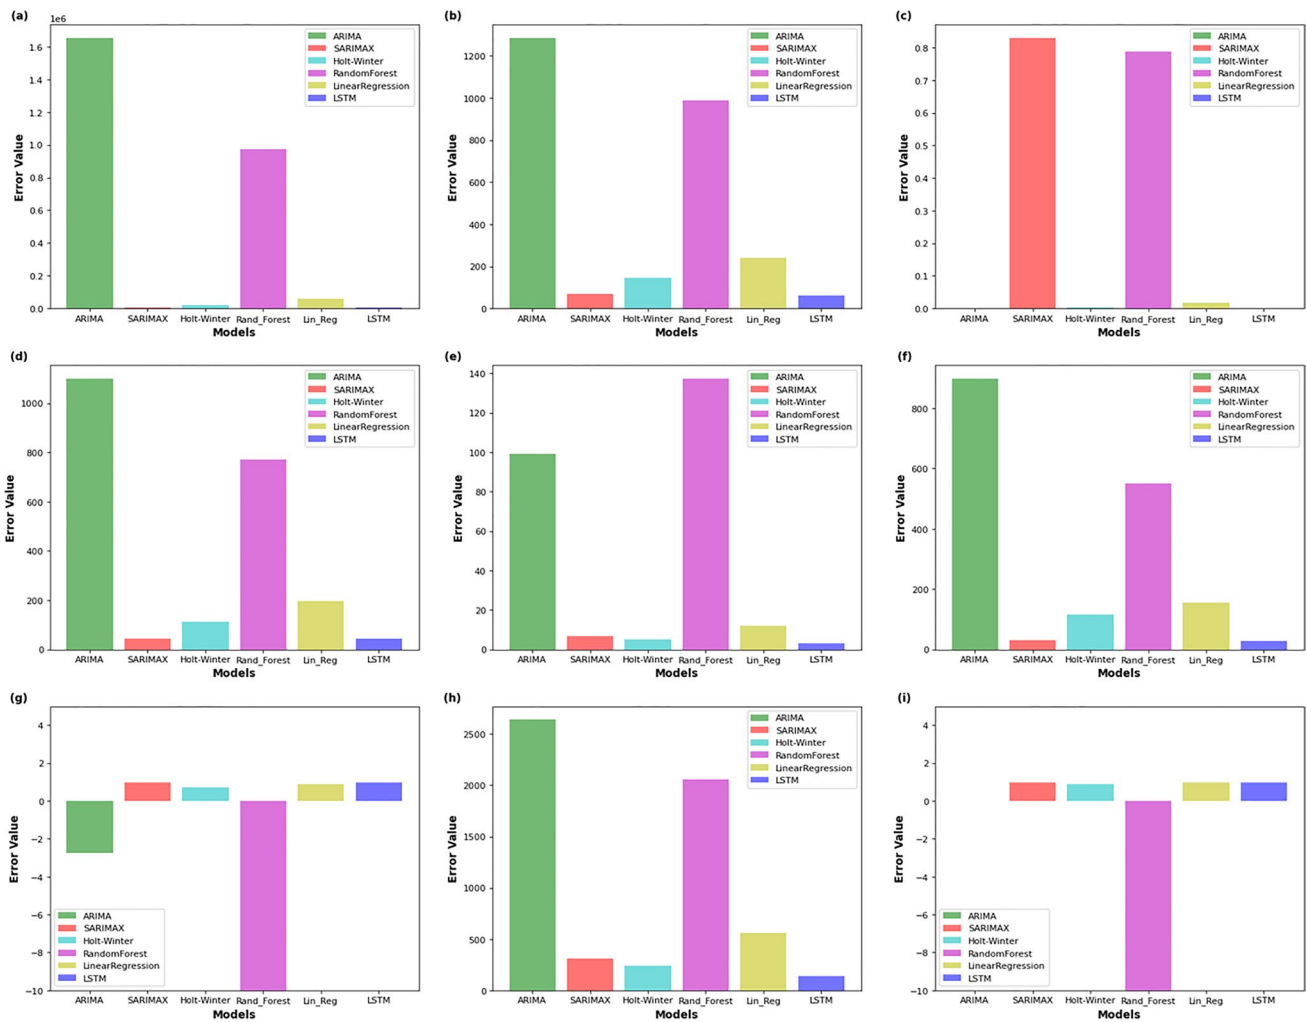 (a)
1e6
1.6
1.4
1.2
1.0
0.8
0.6
0.4
0.2
0.0
Error Value
ARIMA
SARIMAX
Holt-Winter
RandomForest
LinearRegression
LSTM
ARIMA SARIMAX Holt-Winter Rand_Forest Lin_Reg LSTM
Models
(b)
1200
1000
800
600
400
200
0
Error Value
ARIMA
SARIMAX
Holt-Winter
RandomForest
LinearRegression
LSTM
ARIMA SARIMAX Holt-Winter Rand_Forest Lin_Reg LSTM
Models
(c)
0.8
0.7
0.6
0.5
0.4
0.3
0.2
0.1
0.0
Error Value
ARIMA
SARIMAX
Holt-Winter
RandomForest
LinearRegression
LSTM
ARIMA SARIMAX Holt-Winter Rand_Forest Lin_Reg LSTM
Models
(d)
1000
800
600
400
200
0
Error Value
ARIMA
SARIMAX
Holt-Winter
RandomForest
LinearRegression
LSTM
ARIMA SARIMAX Holt-Winter Rand_Forest Lin_Reg LSTM
Models
(e)
140
120
100
80
60
40
20
0
Error Value
ARIMA
SARIMAX
Holt-Winter
RandomForest
LinearRegression
LSTM
ARIMA SARIMAX Holt-Winter Rand_Forest Lin_Reg LSTM
Models
(f)
800
600
400
200
0
Error Value
ARIMA
SARIMAX
Holt-Winter
RandomForest
LinearRegression
LSTM
ARIMA SARIMAX Holt-Winter Rand_Forest Lin_Reg LSTM
Models
(g)
4
2
0
−2
−4
−6
−8
−10
Error Value
ARIMA
SARIMAX
Holt-Winter
RandomForest
LinearRegression
LSTM
ARIMA SARIMAX Holt-Winter Rand_Forest Lin_Reg LSTM
Models
(h)
2500
2000
1500
1000
500
0
Error Value
ARIMA
SARIMAX
Holt-Winter
RandomForest
LinearRegression
LSTM
ARIMA SARIMAX Holt-Winter Rand_Forest Lin_Reg LSTM
Models
(i)
4
2
0
−2
−4
−6
−8
−10
Error Value
ARIMA
SARIMAX
Holt-Winter
RandomForest
LinearRegression
LSTM
ARIMA SARIMAX Holt-Winter Rand_Forest Lin_Reg LSTM
Models